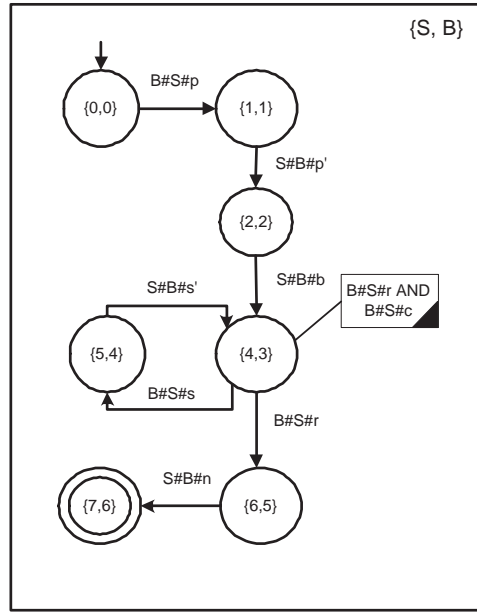 {S, B}
B#S#p
{0,0}
{1,1}
S#B#p'
{2,2}
S#B#b
S#B#s'
B#S#r AND
B#S#c
{5,4}
{4,3}
B#S#s
B#S#r
S#B#n
{7,6}
{6,5}